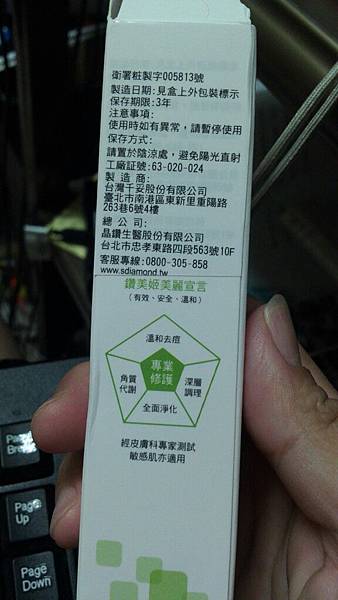 衛署粧製字005813號
製造日期:見盒上外包裝標示
保存期限:3年
注意事項:
使用時如有異常，請暫停使用
保存方式:
請置於陰涼處，避免陽光直射
工廠証號:63-020-024
製造商:
台灣千妥股份有限公司
臺北市南港區東新里重陽路
263巷6號4樓
總公司:
晶鑽生醫股份有限公司
台北市忠孝東路四段563號10F
客服專線:0800-305-858
www.sdiamond.tw
鑽美姬美麗宣言
(有效、安全、溫和)
溫和去痘
角質
代謝
專業
修護
深層
調理
全面淨化
經皮膚科專家測試
敏感肌亦適用
Page
Up
Page
Down